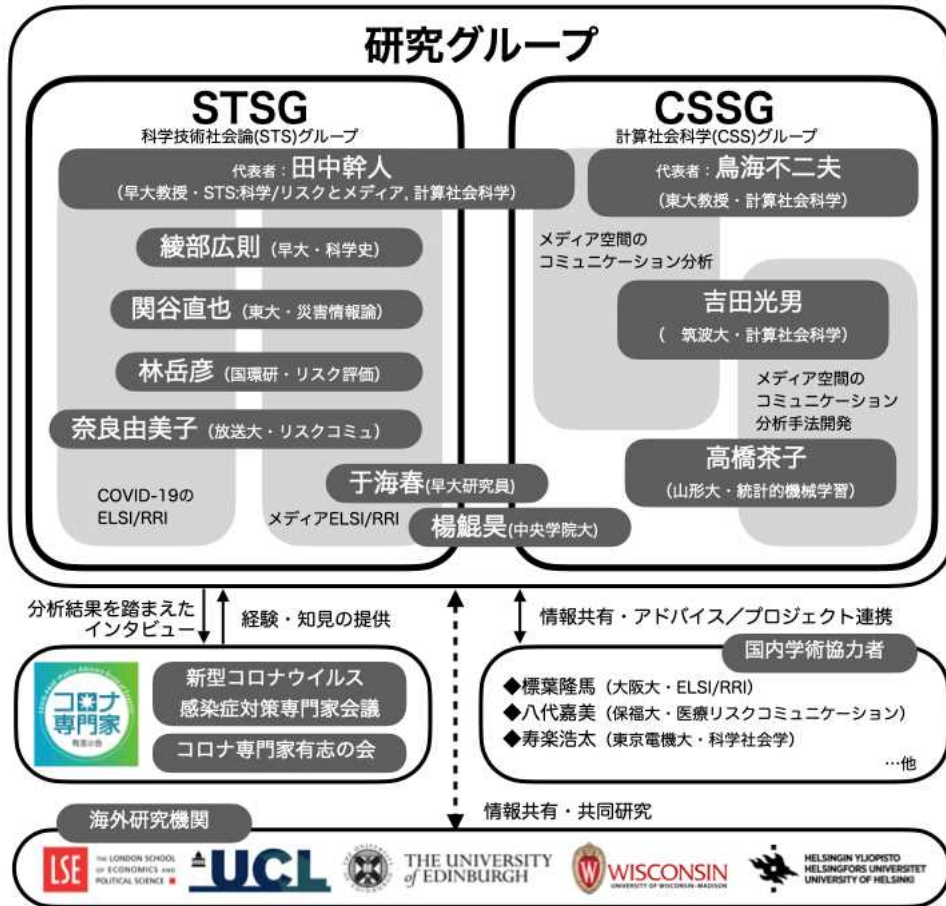 研究グループ
STSG
科学技術社会論(STS)グループ
代表者：田中幹人
（早大教授・STS:科学/リスクとメディア, 計算社会科学）
綾部広則（早大・科学史）
関谷直也（東大・災害情報論）
林岳彦（国環研・リスク評価）
奈良由美子（放送大・リスクコミュ）
于海春(早大研究員)
楊鯤昊(中央学院大)
COVID-19の
ELSI/RRI
メディアELSI/RRI
CSSG
計算社会科学(CSS)グループ
代表者：鳥海不二夫
（東大教授・計算社会科学）
メディア空間の
コミュニケーション分析
吉田光男
（　筑波大・計算社会科学）
メディア空間の
コミュニケーション
分析手法開発
高橋茶子
（山形大・統計的機械学習）
分析結果を踏まえた
インタビュー
経験・知見の提供
情報共有・アドバイス／プロジェクト連携
コロナ
専門家
有志の会
新型コロナウイルス
感染症対策専門家会議
コロナ専門家有志の会
国内学術協力者
◆標葉隆馬（大阪大・ELSI/RRI）
◆八代嘉美（保福大・医療リスクコミュニケーション）
◆寿楽浩太（東京電機大・科学社会学）
…他
情報共有・共同研究
海外研究機関
LSE
THE LONDON SCHOOL
OF ECONOMICS AND
POLITICAL SCIENCE
UCL
THE UNIVERSITY
of EDINBURGH
WISCONSIN
UNIVERSITY OF WISCONSIN–MADISON
HELSINGIN YLIOPISTO
HELSINGFORS UNIVERSITET
UNIVERSITY OF HELSINKI